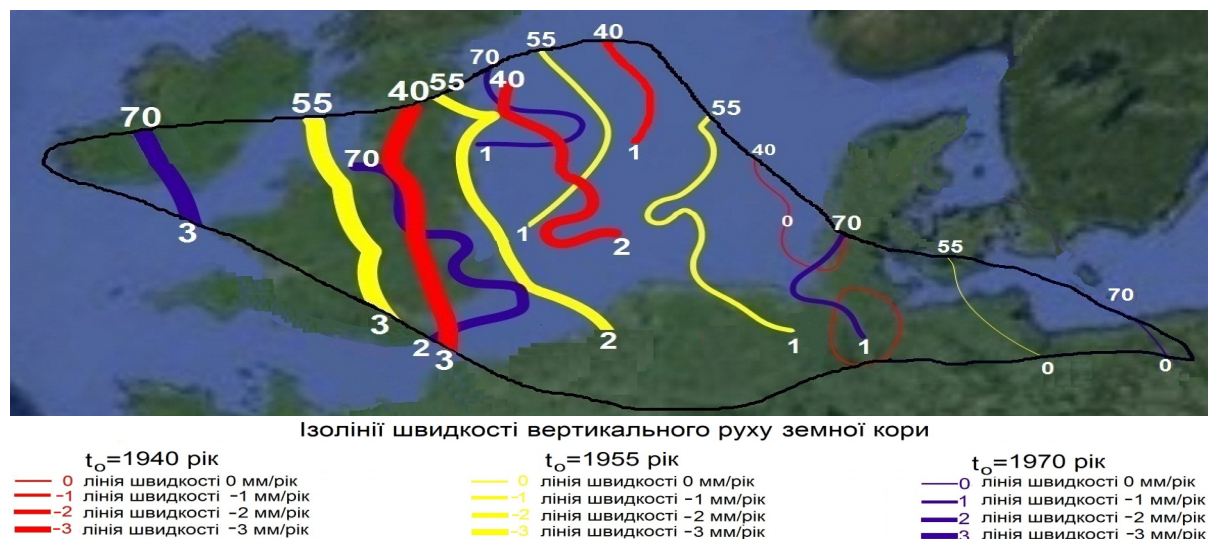 40
55
70
55
40
40
55
70
55
70
40
1
1
0
70
55
1
2
3
70
3
2
3
2
1
1
0
0
Ізолінії швидкості вертикального руху земної кори
to=1940 рік
0 лінія швидкості 0 мм/рік
-1 лінія швидкості -1 мм/рік
-2 лінія швидкості -2 мм/рік
-3 лінія швидкості -3 мм/рік
to=1955 рік
0 лінія швидкості 0 мм/рік
-1 лінія швидкості -1 мм/рік
-2 лінія швидкості -2 мм/рік
-3 лінія швидкості -3 мм/рік
to=1970 рік
0 лінія швидкості 0 мм/рік
1 лінія швидкості -1 мм/рік
2 лінія швидкості -2 мм/рік
3 лінія швидкості -3 мм/рік